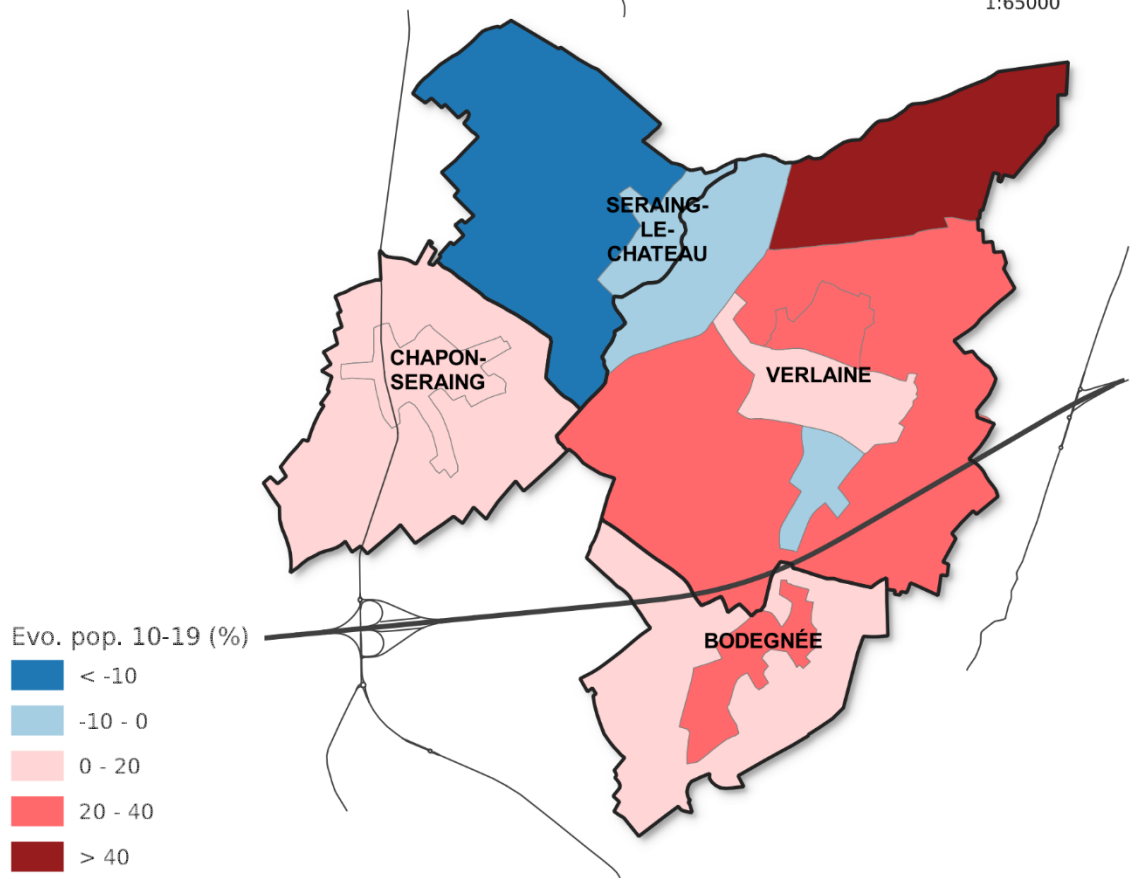 1:65000
SERAING-
LE-
CHATEAU
CHAPON-
SERAING
VERLAINE
BODEGNÉE
Evo. pop. 10-19 (%)
< -10
-10 - 0
0 - 20
20 - 40
> 40